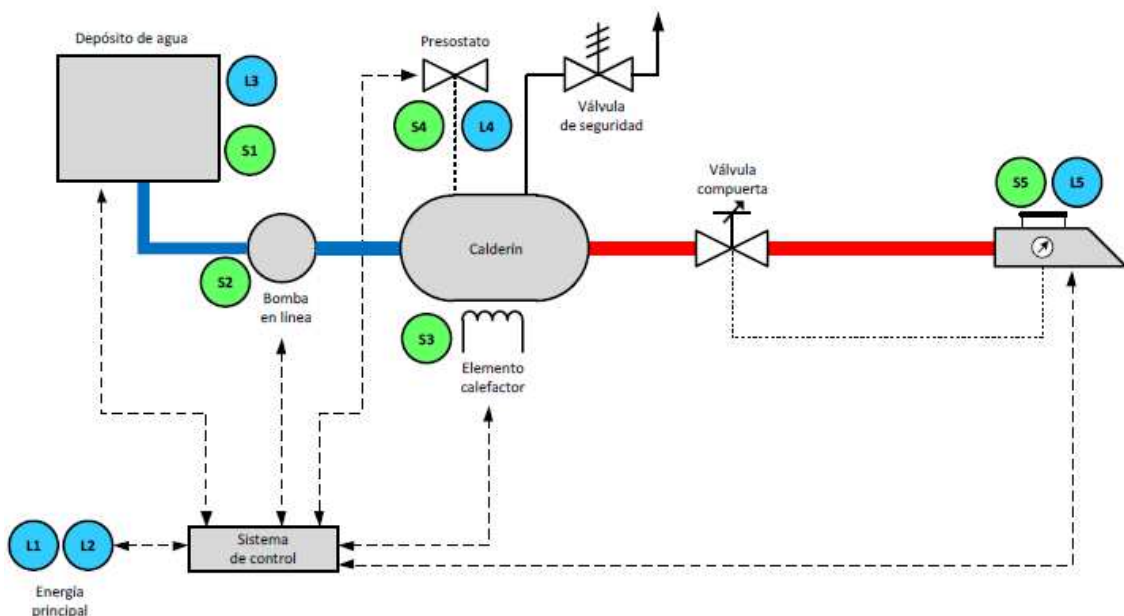 Depósito de agua
L3
S1
Presostato
S4
L4
Válvula
de seguridad
Válvula
compuerta
S5
L5
Calderín
S2
Bomba
en línea
S3
Elemento
calefactor
L1
L2
Sistema
de control
Energía
principal